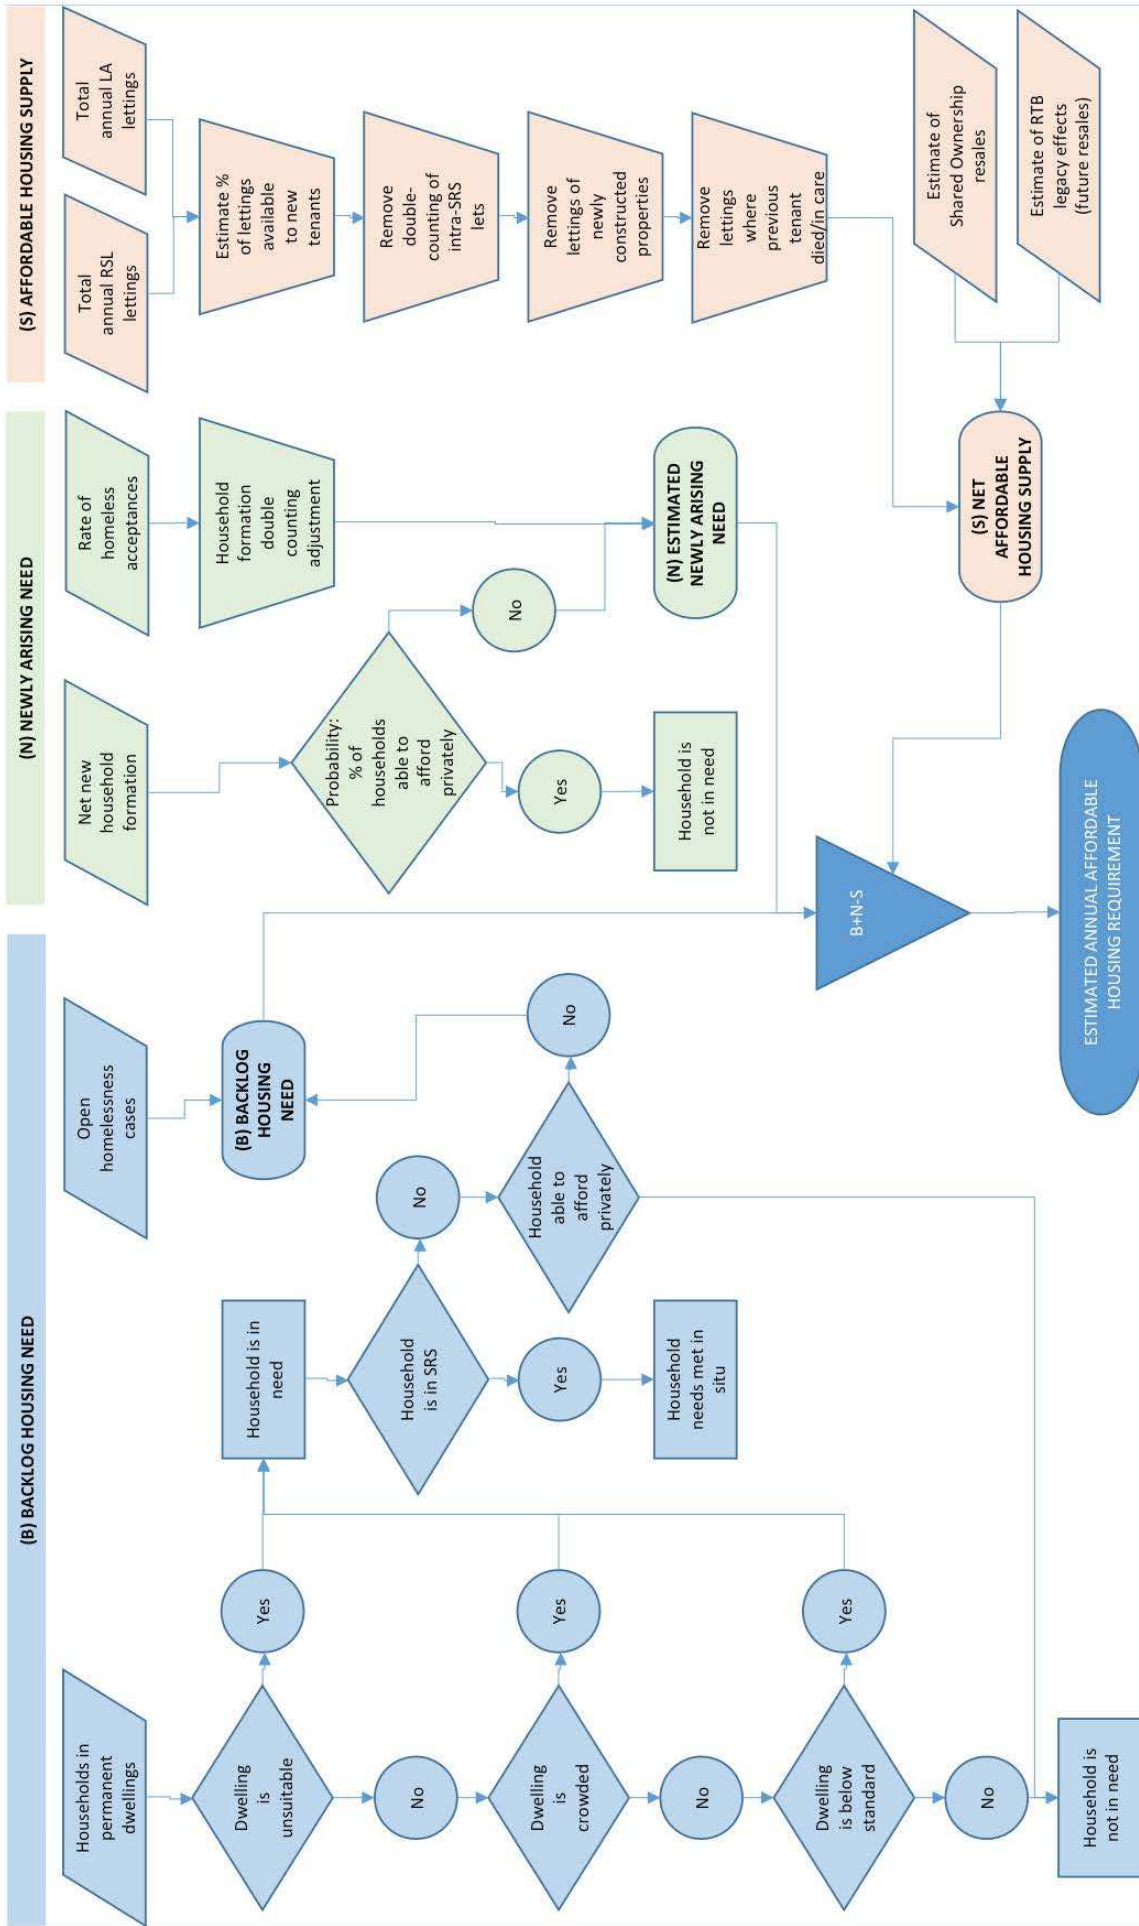 (B) BACKLOG HOUSING NEED
Households in
permanent
dwellings
Dwelling
is
unsuitable
Yes
No
Dwelling
is
crowded
Yes
No
Dwelling
is below
standard
Yes
No
Household is
not in need
Household is in
need
Household
is in SRS
No
Yes
Household
needs met in
situ
Household
able to
afford
privately
No
Open
homelessness
cases
(B) BACKLOG
HOUSING
NEED
(N) NEWLY ARISING NEED
Net new
household
formation
Probability:
% of
households
able to
afford
privately
No
Yes
Household is
not in need
Rate of
homeless
acceptances
Household
formation
double
counting
adjustment
(N) ESTIMATED
NEWLY ARISING
NEED
(S) AFFORDABLE HOUSING SUPPLY
Total
annual RSL
lettings
Total
annual LA
lettings
Estimate %
of lettings
available
to new
tenants
Remove
double-
counting of
intra-SRS
lets
Remove
lettings of
newly
constructed
properties
Remove
lettings
where
previous
tenant
died/in care
Estimate of
Shared Ownership
resales
Estimate of RTB
legacy effects
(future resales)
(S) NET
AFFORDABLE
HOUSING SUPPLY
B+N-S
ESTIMATED ANNUAL AFFORDABLE
HOUSING REQUIREMENT